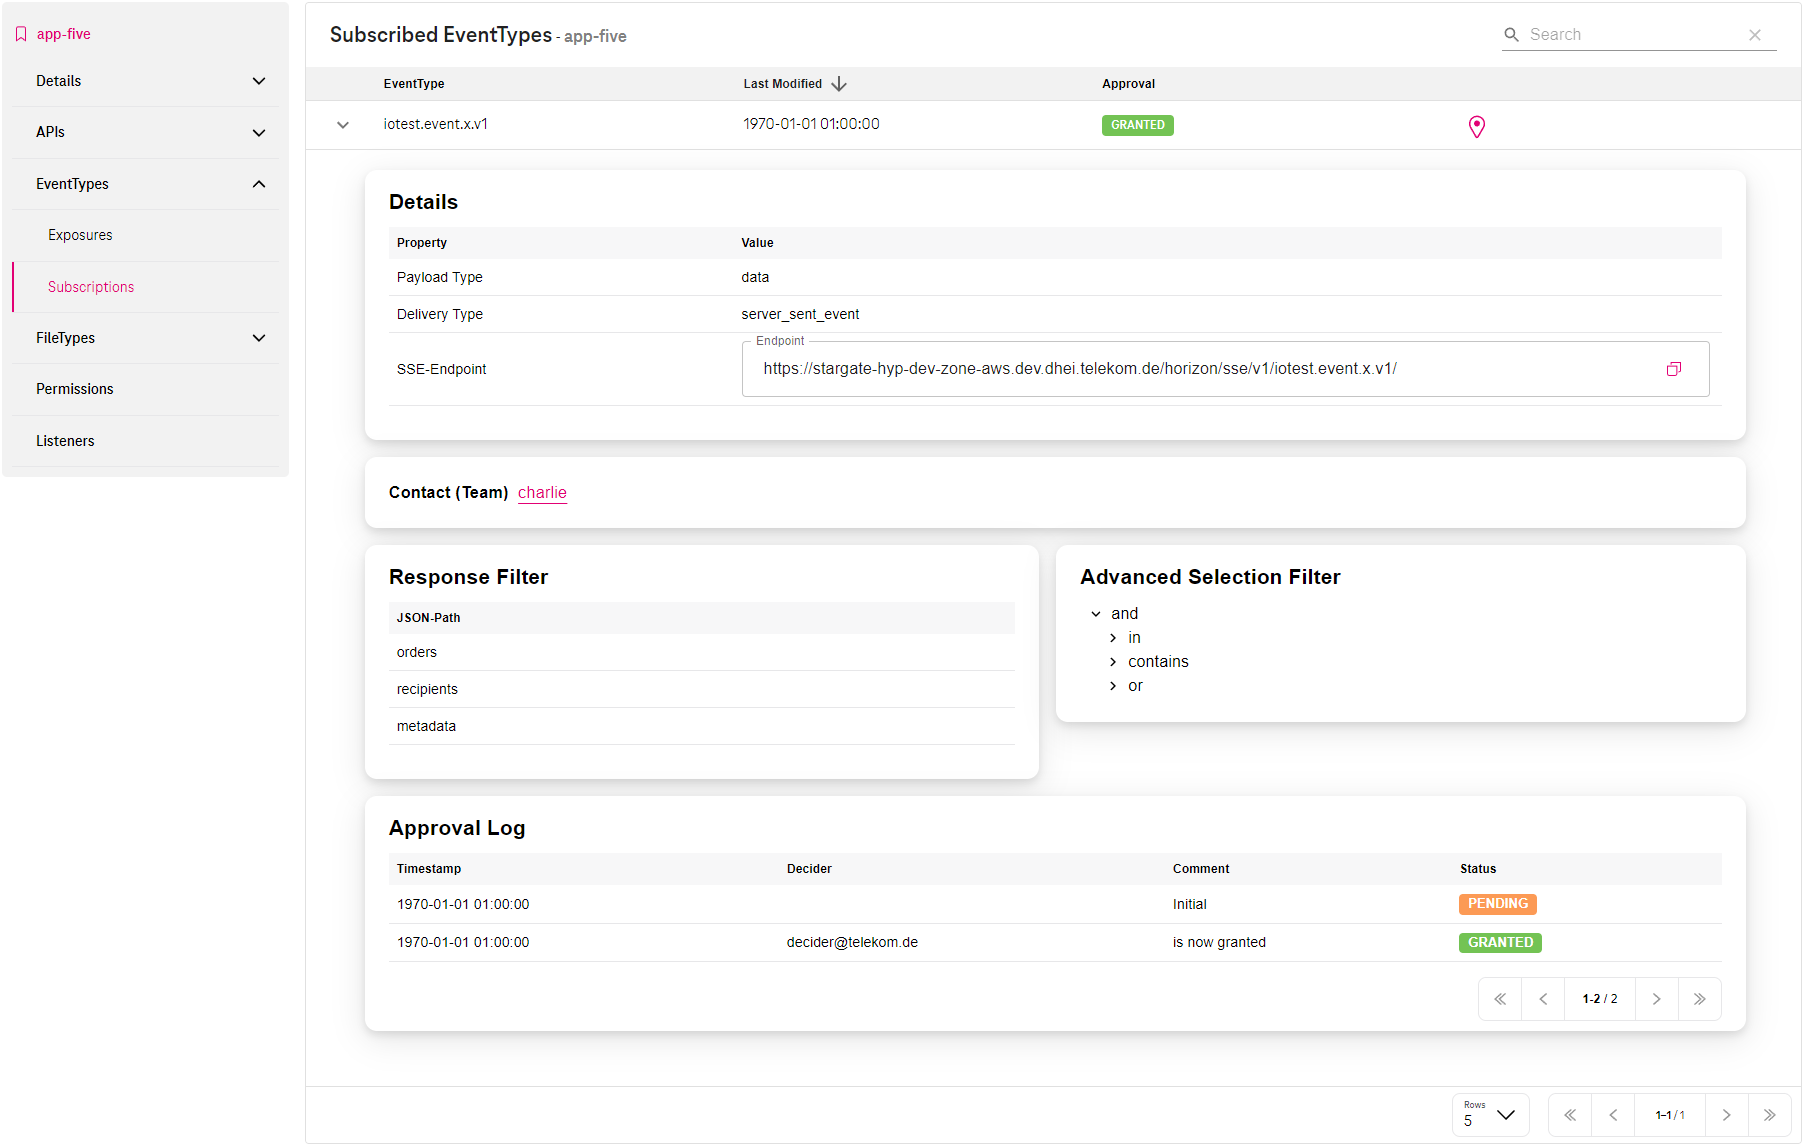 app-five
Details
APIs
EventTypes
Exposures
Subscriptions
FileTypes
Permissions
Listeners
Subscribed EventTypes - app-five
Search
EventType Last Modified Approval
iotest.event.x.v1 1970-01-01 01:00:00 GRANTED
Details
Property Value
Payload Type data
Delivery Type server_sent_event
Endpoint
SSE-Endpoint https://stargate-hyp-dev-zone-aws.dev.dhei.telekom.de/horizon/sse/v1/iotest.event.x.v1/
Contact (Team) charlie
Response Filter
JSON-Path
orders
recipients
metadata
Advanced Selection Filter
and
in
contains
or
Approval Log
Timestamp Decider Comment Status
1970-01-01 01:00:00 Initial PENDING
1970-01-01 01:00:00 decider@telekom.de is now granted GRANTED
1-2 / 2
Rows
5
1-1 / 1